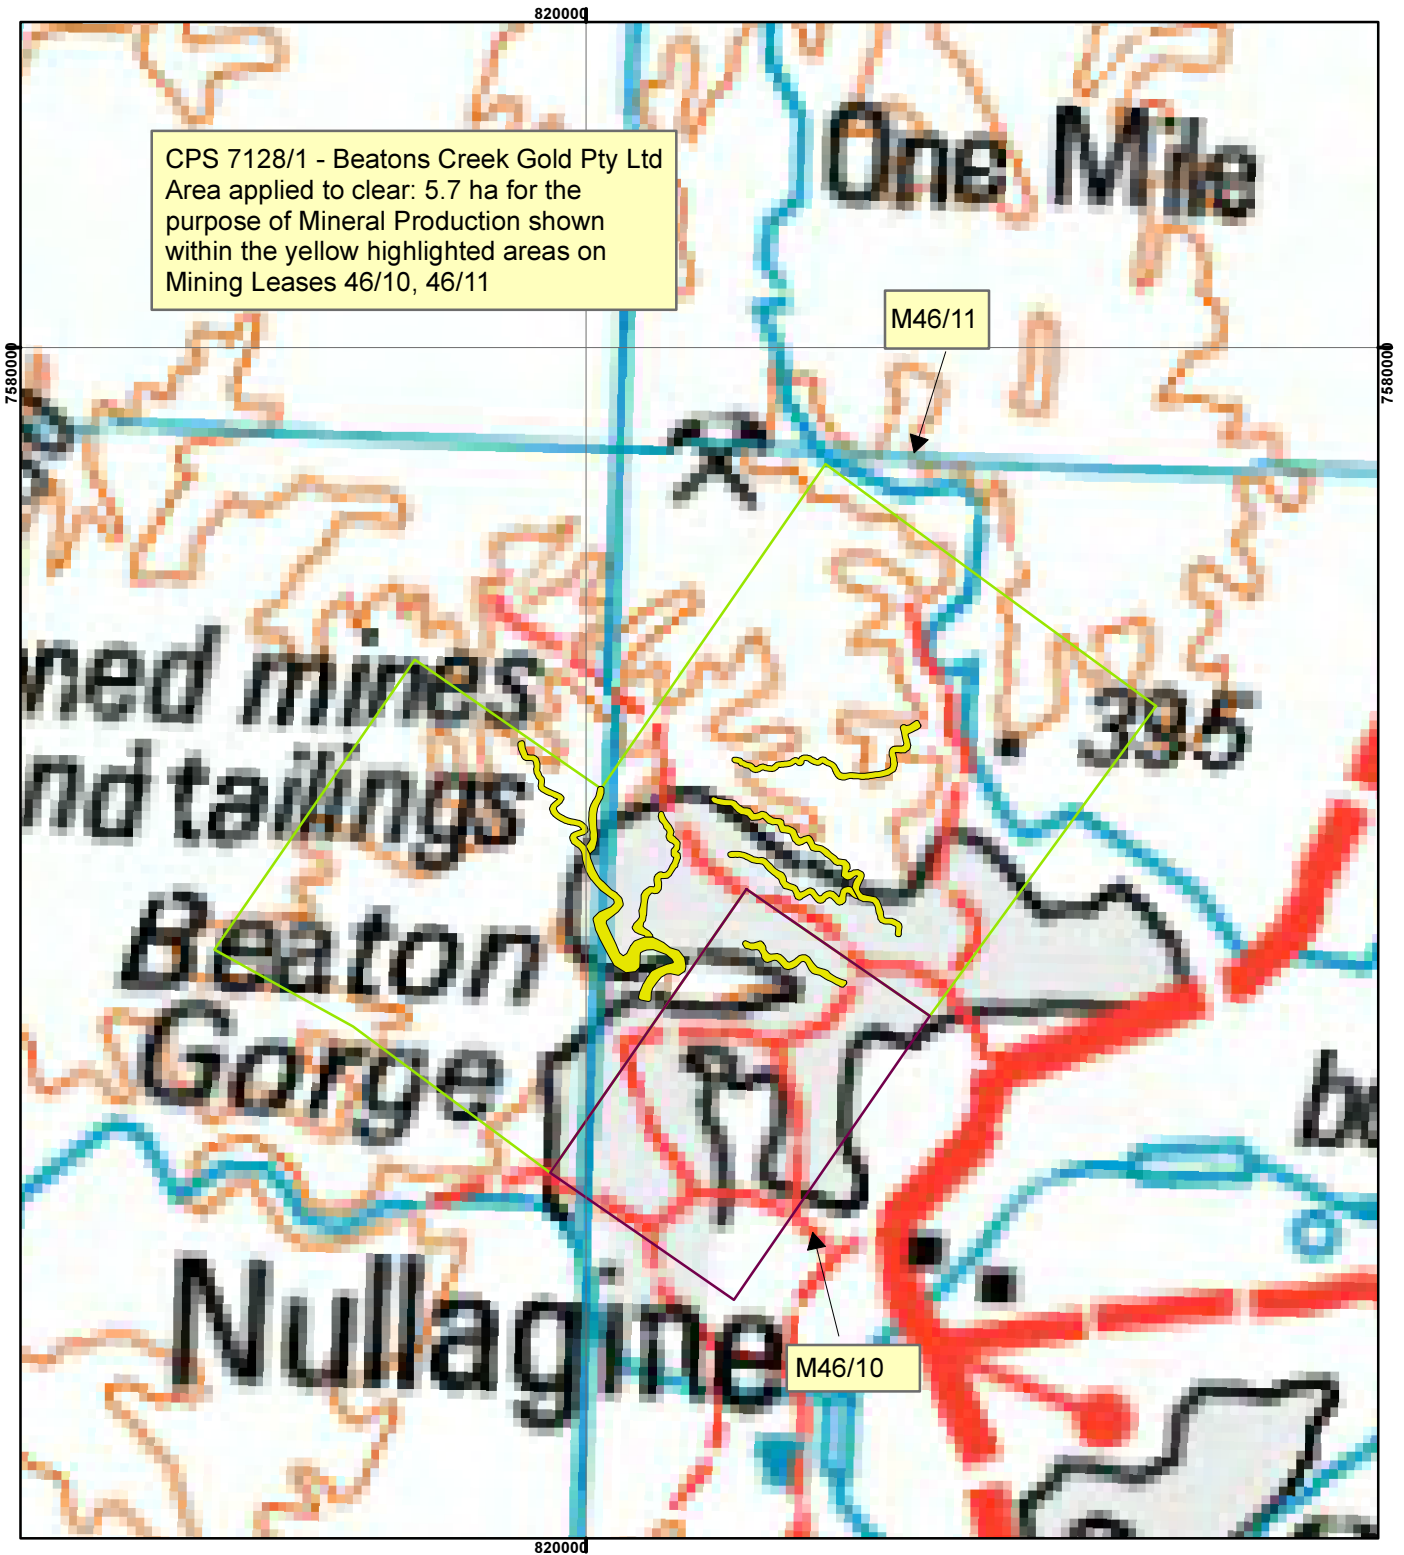 820000
One Mile
CPS 7128/1 - Beatons Creek Gold Pty Ltd
Area applied to clear: 5.7 ha for the
purpose of Mineral Production shown
within the yellow highlighted areas on
Mining Leases 46/10, 46/11
M46/11
7580000
7580000
ned mines
nd tailings
335
Beaton
Gorge
Nullagine
M46/10
820000